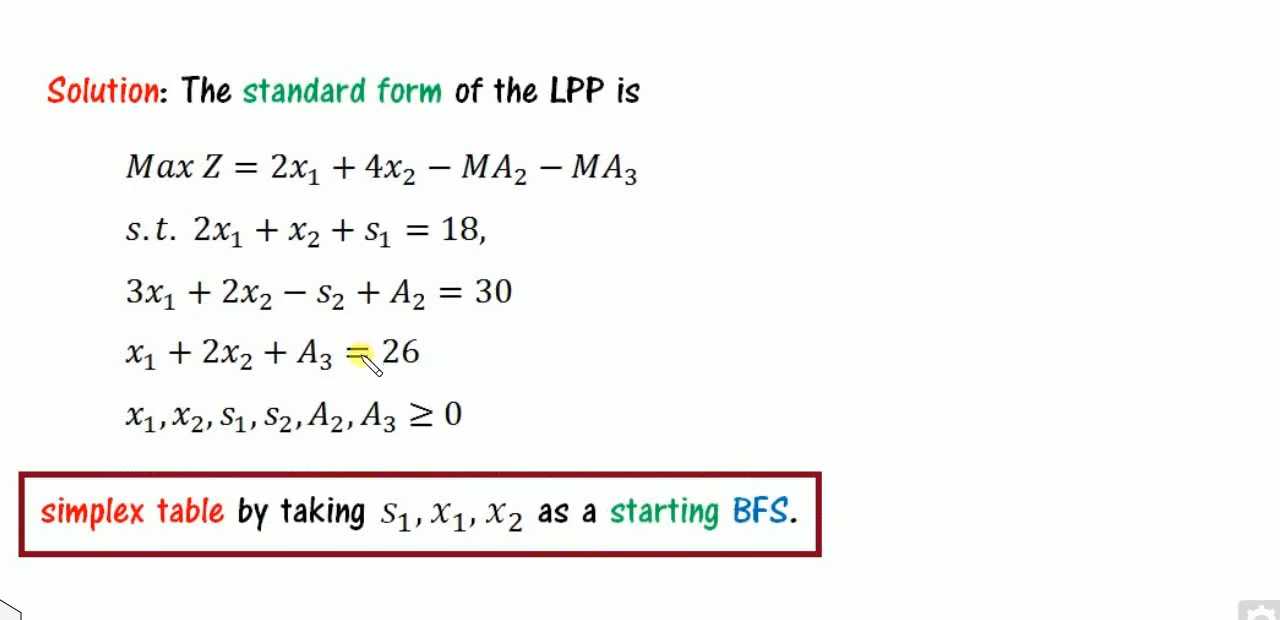 Solution: The standard form of the LPP is
Max Z = 2x₁ + 4x₂ − MA₂ − MA₃
s.t. 2x₁ + x₂ + s₁ = 18,
3x₁ + 2x₂ − s₂ + A₂ = 30
x₁ + 2x₂ + A₃ = 26
x₁, x₂, s₁, s₂, A₂, A₃ ≥ 0
simplex table by taking s₁, x₁, x₂ as a starting BFS.